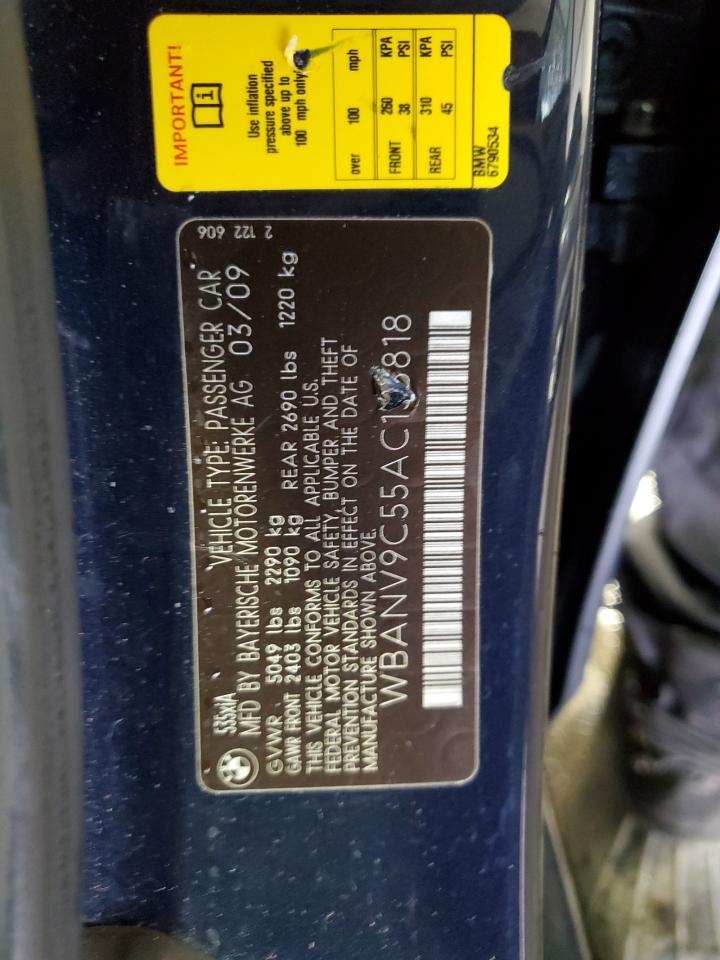 535xiA
VEHICLE TYPE: PASSENGER CAR
MFD BY BAYERISCHE MOTORENWERKE AG 03/09
GVWR 5049 lbs 2290 kg
GAWR FRONT 2403 lbs 1090 kg REAR 2690 lbs 1220 kg
THIS VEHICLE CONFORMS TO ALL APPLICABLE U.S.
FEDERAL MOTOR VEHICLE SAFETY, BUMPER AND THEFT
PREVENTION STANDARDS IN EFFECT ON THE DATE OF
MANUFACTURE SHOWN ABOVE.
2 122 606
IMPORTANT!
i
Use inflation
pressure specified
above up to
100 mph only!
over 100 mph
FRONT 260 KPA
38 PSI
REAR 310 KPA
45 PSI
BMW
6790534